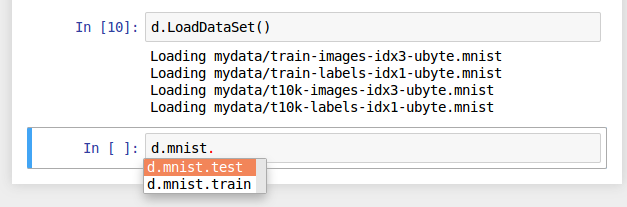 In [10]: d.LoadDataSet()
Loading mydata/train-images-idx3-ubyte.mnist
Loading mydata/train-labels-idx1-ubyte.mnist
Loading mydata/t10k-images-idx3-ubyte.mnist
Loading mydata/t10k-labels-idx1-ubyte.mnist
In [ ]: d.mnist.
d.mnist.test
d.mnist.train